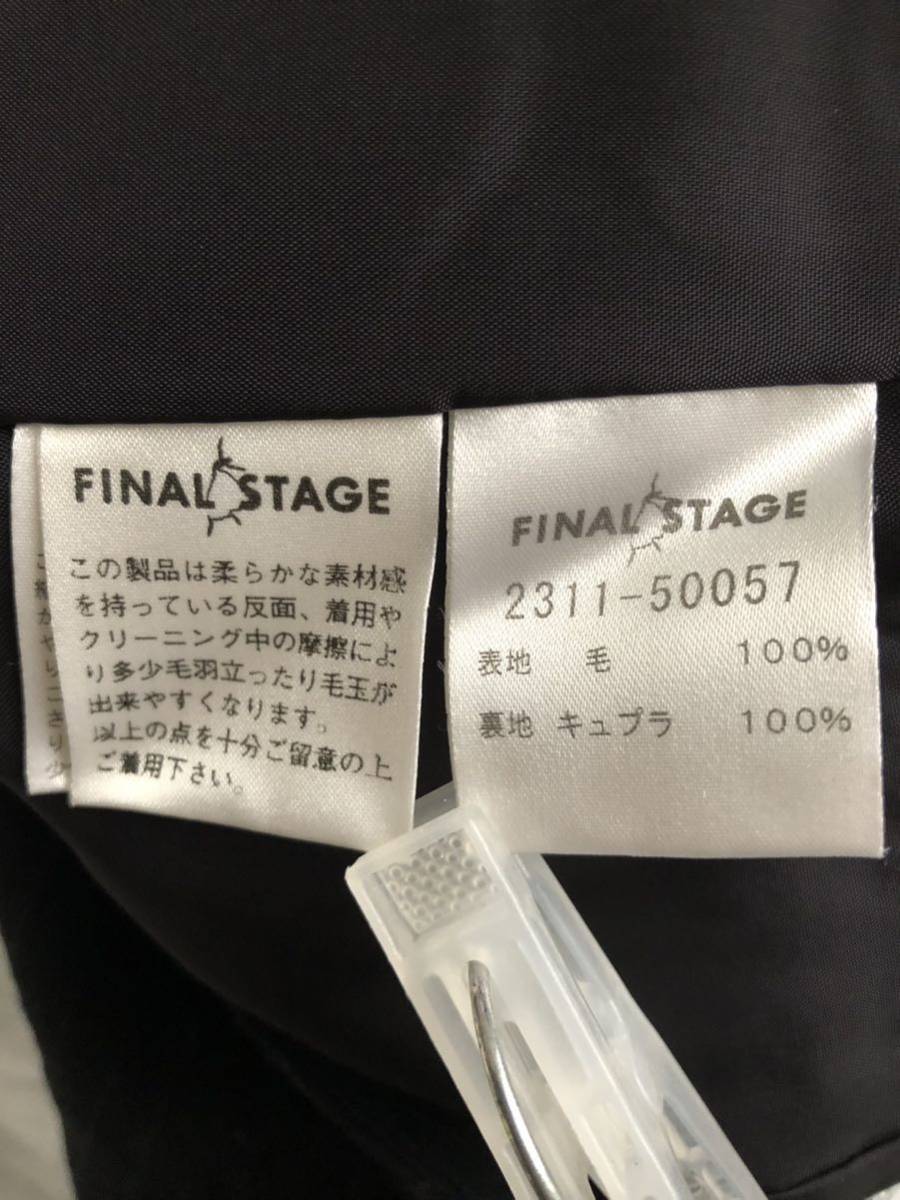 FINAL STAGE
この製品は柔らかな素材感
を持っている反面、着用や
クリーニング中の摩擦によ
り多少毛羽立ったり毛玉が
出来やすくなります。
以上の点を十分ご留意の上
ご着用下さい。
FINAL STAGE
2311-50057
表地 毛 100%
裏地 キュプラ 100%